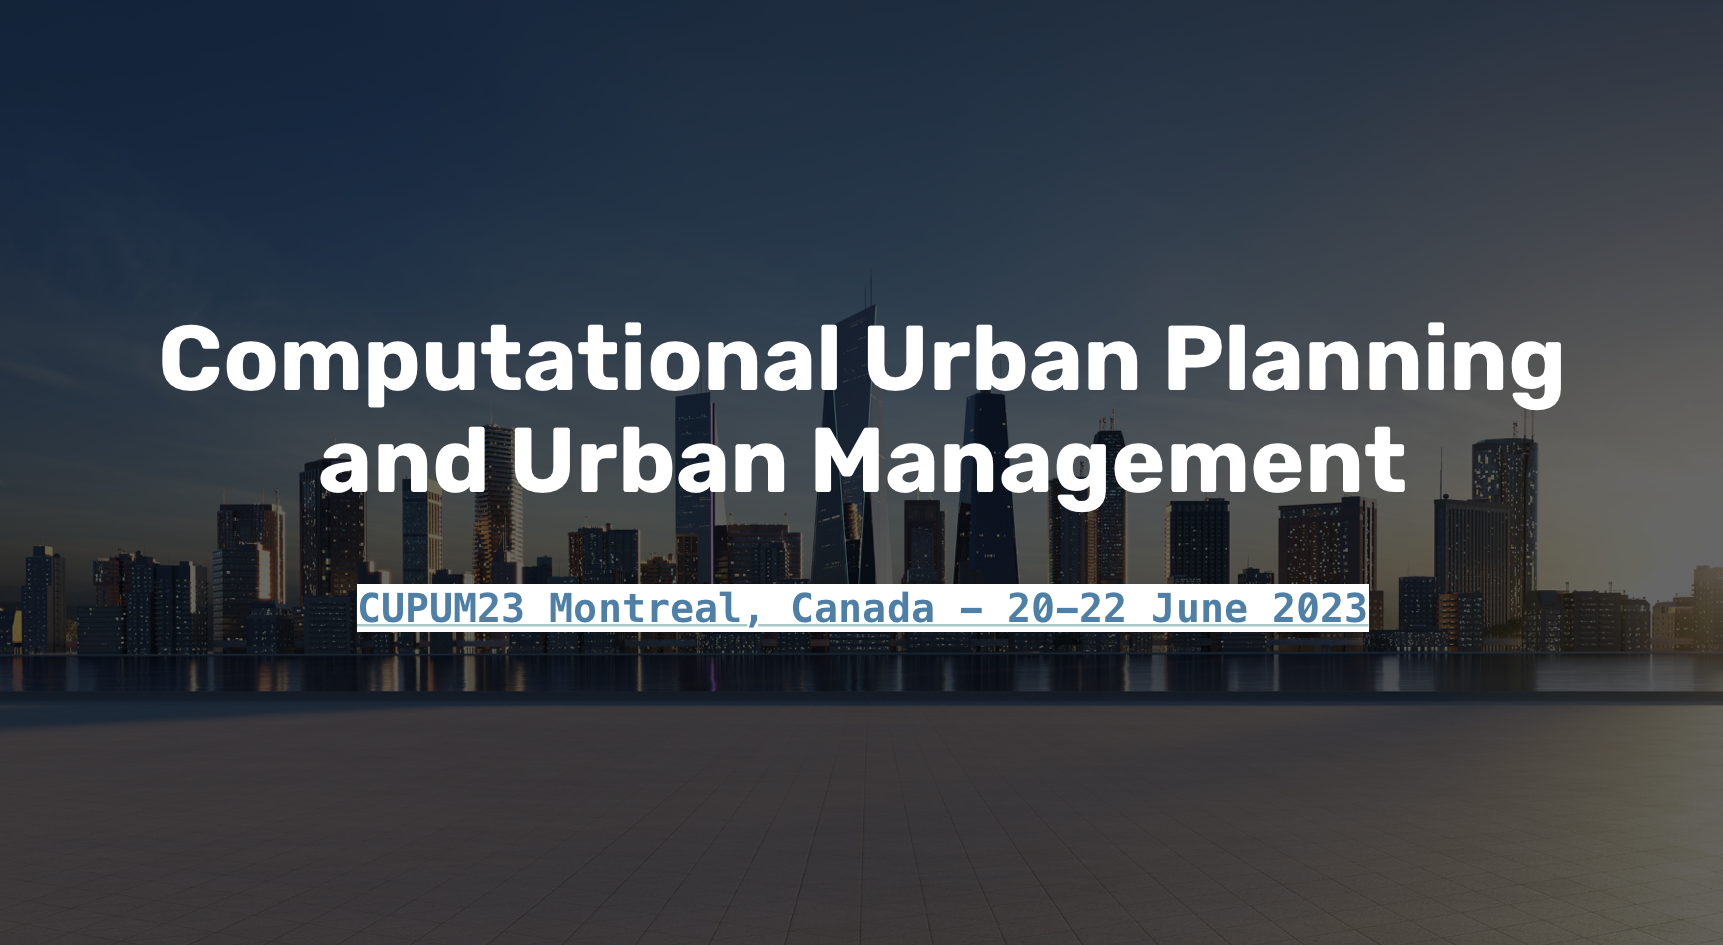 Computational Urban Planning
and Urban Management
CUPUM23 Montreal, Canada – 20–22 June 2023